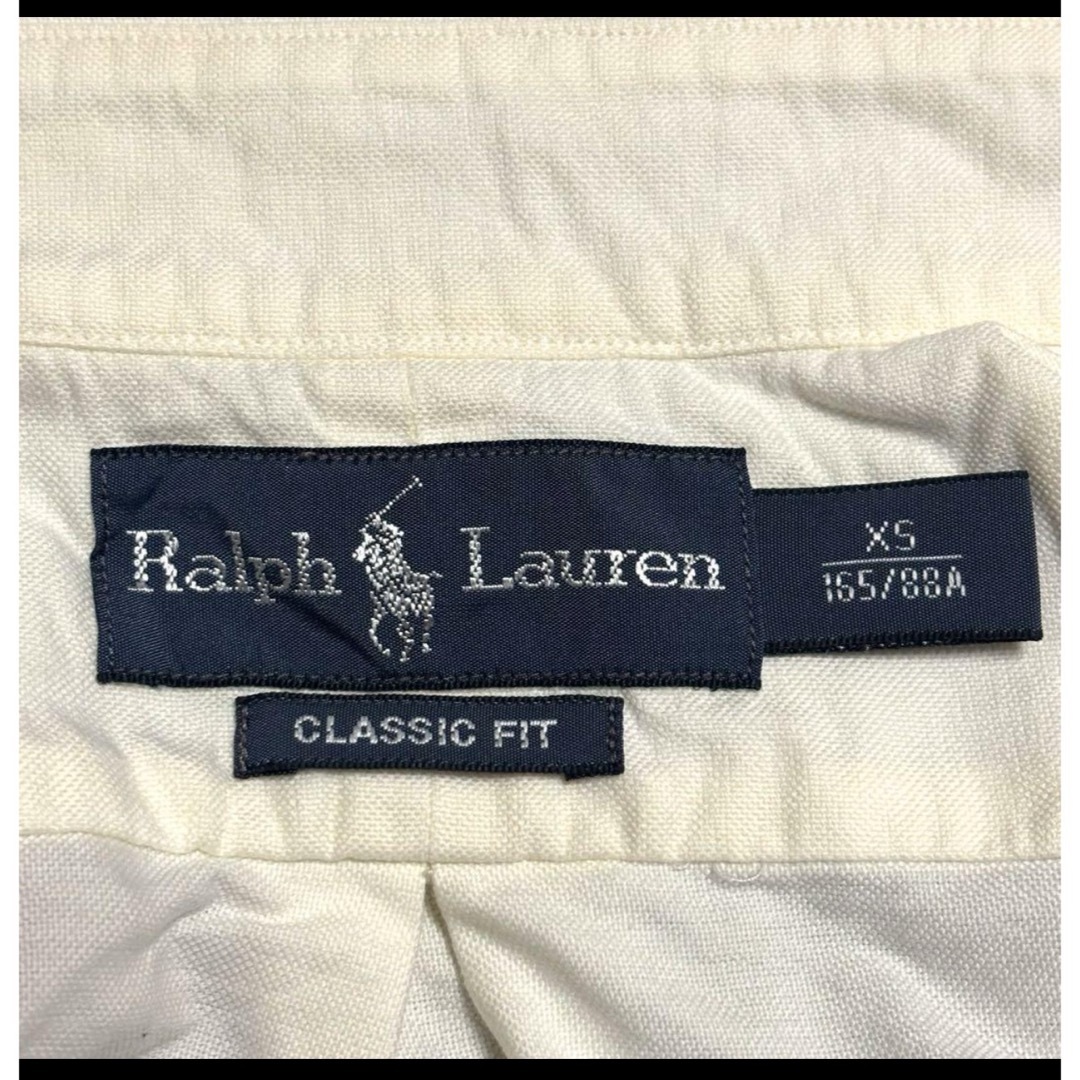 Ralph Lauren
XS
165/88A
CLASSIC FIT